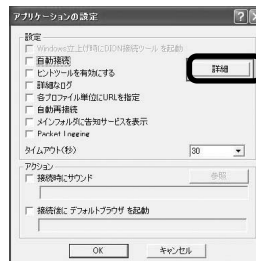 アプリケーションの設定
設定
Windows立上げ時にDION接続ツールを起動
自動接続
詳細
ヒントツールを有効にする
詳細なログ
各プロファイル単位にURLを指定
自動再接続
メインフォルダに告知サービスを表示
Packet Logging
タイムアウト(秒)
30
アクション
接続時にサウンド
参照
接続後に デフォルトブラウザ を起動
OK
キャンセル